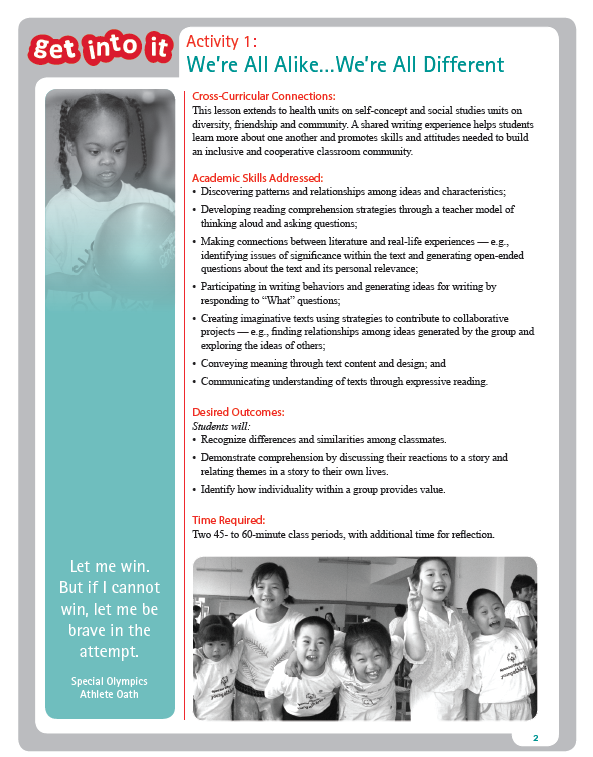 get into it
Activity 1:
We're All Alike...We're All Different
Cross-Curricular Connections:
This lesson extends to health units on self-concept and social studies units on
diversity, friendship and community. A shared writing experience helps students
learn more about one another and promotes skills and attitudes needed to build
an inclusive and cooperative classroom community.
Academic Skills Addressed:
• Discovering patterns and relationships among ideas and characteristics;
• Developing reading comprehension strategies through a teacher model of
thinking aloud and asking questions;
• Making connections between literature and real-life experiences — e.g.,
identifying issues of significance within the text and generating open-ended
questions about the text and its personal relevance;
• Participating in writing behaviors and generating ideas for writing by
responding to “What” questions;
• Creating imaginative texts using strategies to contribute to collaborative
projects — e.g., finding relationships among ideas generated by the group and
exploring the ideas of others;
• Conveying meaning through text content and design; and
• Communicating understanding of texts through expressive reading.
Desired Outcomes:
Students will:
• Recognize differences and similarities among classmates.
• Demonstrate comprehension by discussing their reactions to a story and
relating themes in a story to their own lives.
• Identify how individuality within a group provides value.
Time Required:
Two 45- to 60-minute class periods, with additional time for reflection.
Let me win.
But if I cannot
win, let me be
brave in the
attempt.
Special Olympics
Athlete Oath
2